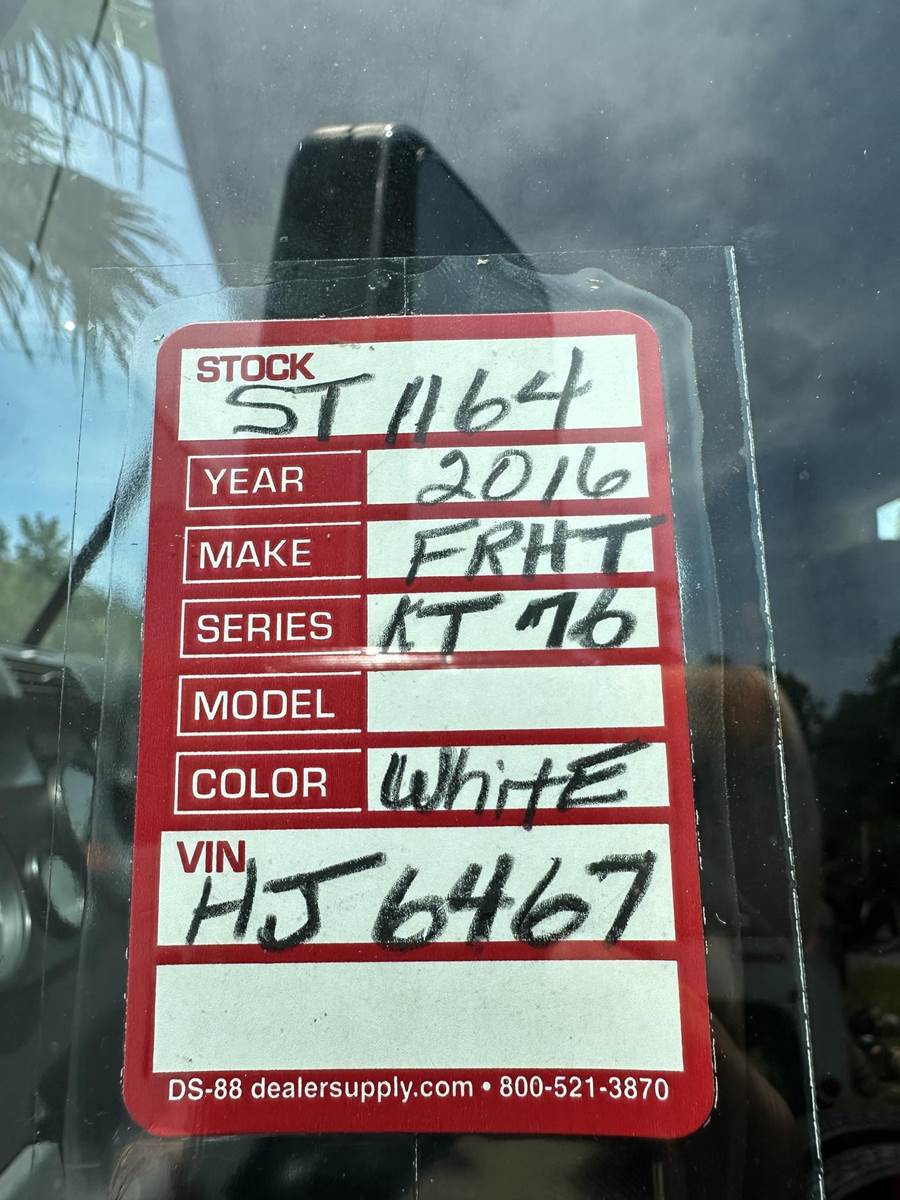 STOCK
ST 1164
YEAR 2016
MAKE FRHT
SERIES KT 76
MODEL
COLOR WhitE
VIN
HJ 6467
DS-88 dealersupply.com • 800-521-3870